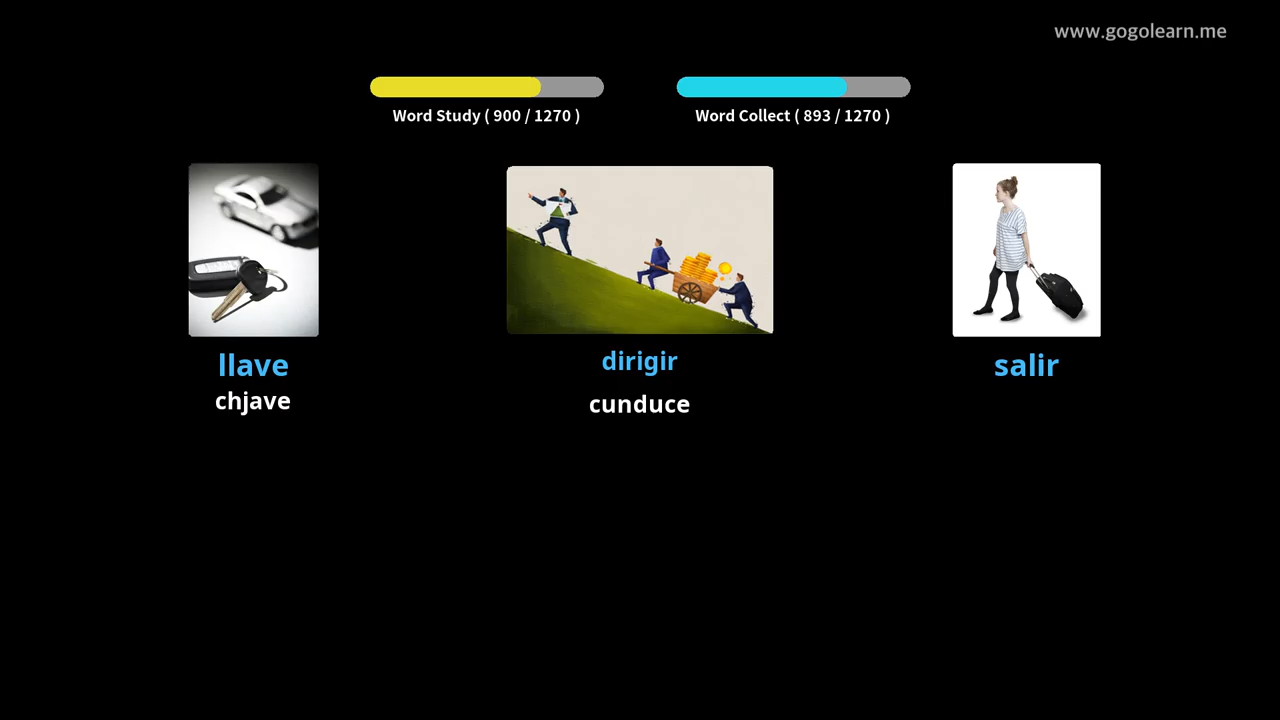 www.gogolearn.me
Word Study ( 900 / 1270 )
Word Collect ( 893 / 1270 )
llave
chjave
dirigir
cunduce
salir